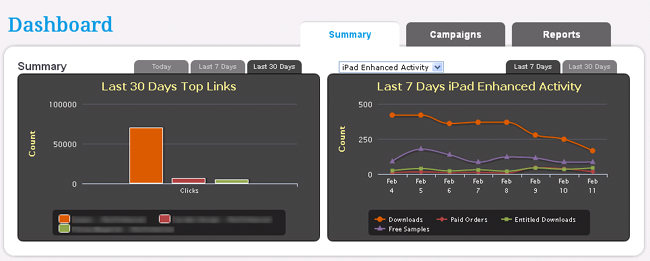 Dashboard
Summary
Campaigns
Reports
Summary
Today
Last 7 Days
Last 30 Days
iPad Enhanced Activity
Last 7 Days
Last 30 Days
Last 30 Days Top Links
100000
50000
0
Count
Clicks
Last 7 Days iPad Enhanced Activity
500
250
0
Count
Feb 4
Feb 5
Feb 6
Feb 7
Feb 8
Feb 9
Feb 10
Feb 11
Downloads
Paid Orders
Entitled Downloads
Free Samples